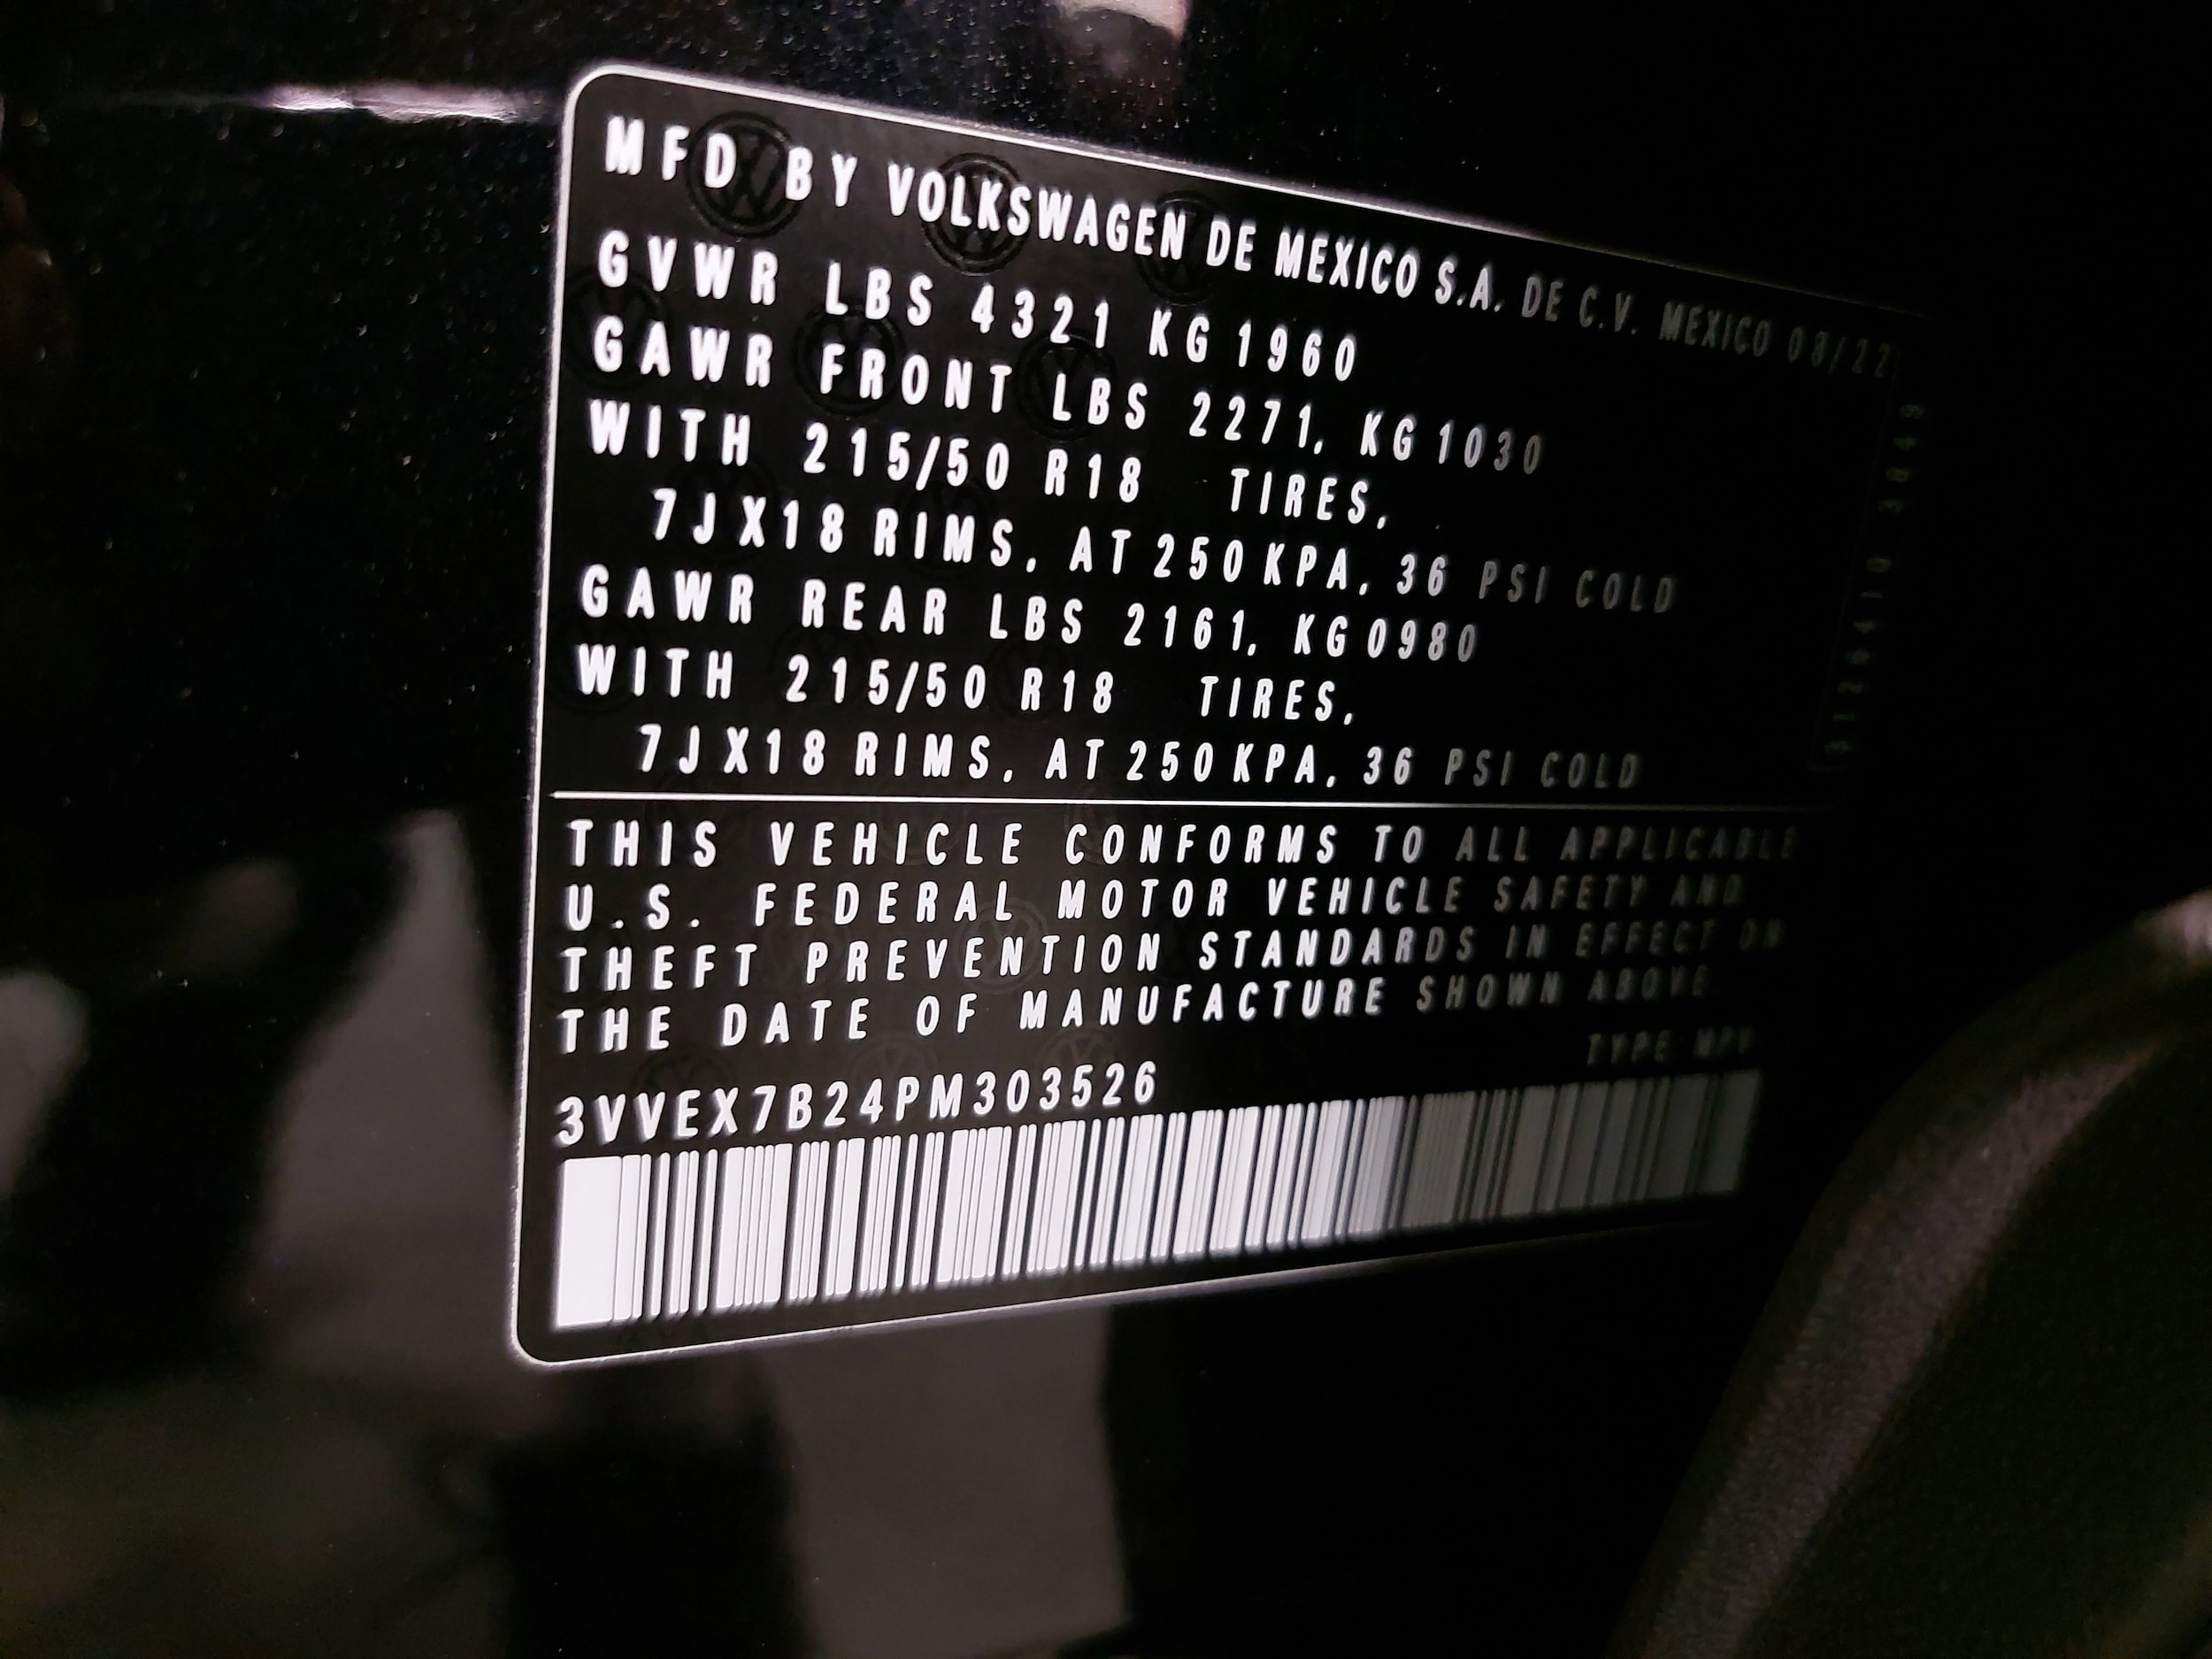 MFD BY VOLKSWAGEN DE MEXICO S.A. DE C.V. MEXICO 08/22
GVWR LBS 4321 KG 1960
GAWR FRONT LBS 2271, KG 1030
WITH 215/50 R18 TIRES,
7JX18 RIMS, AT 250 KPA, 36 PSI COLD
GAWR REAR LBS 2161, KG 0980
WITH 215/50 R18 TIRES,
7JX18 RIMS, AT 250 KPA, 36 PSI COLD
THIS VEHICLE CONFORMS TO ALL APPLICABLE
U.S. FEDERAL MOTOR VEHICLE SAFETY AND
THEFT PREVENTION STANDARDS IN EFFECT ON
THE DATE OF MANUFACTURE SHOWN ABOVE
TYPE MPV
3VVEX7B24PM303526